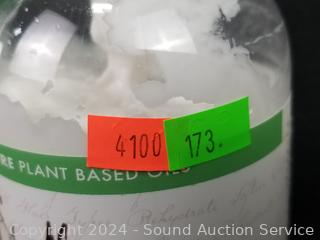 4100 173.
RE PLANT BASED OILS
Copyright 2024 - Sound Auction Service